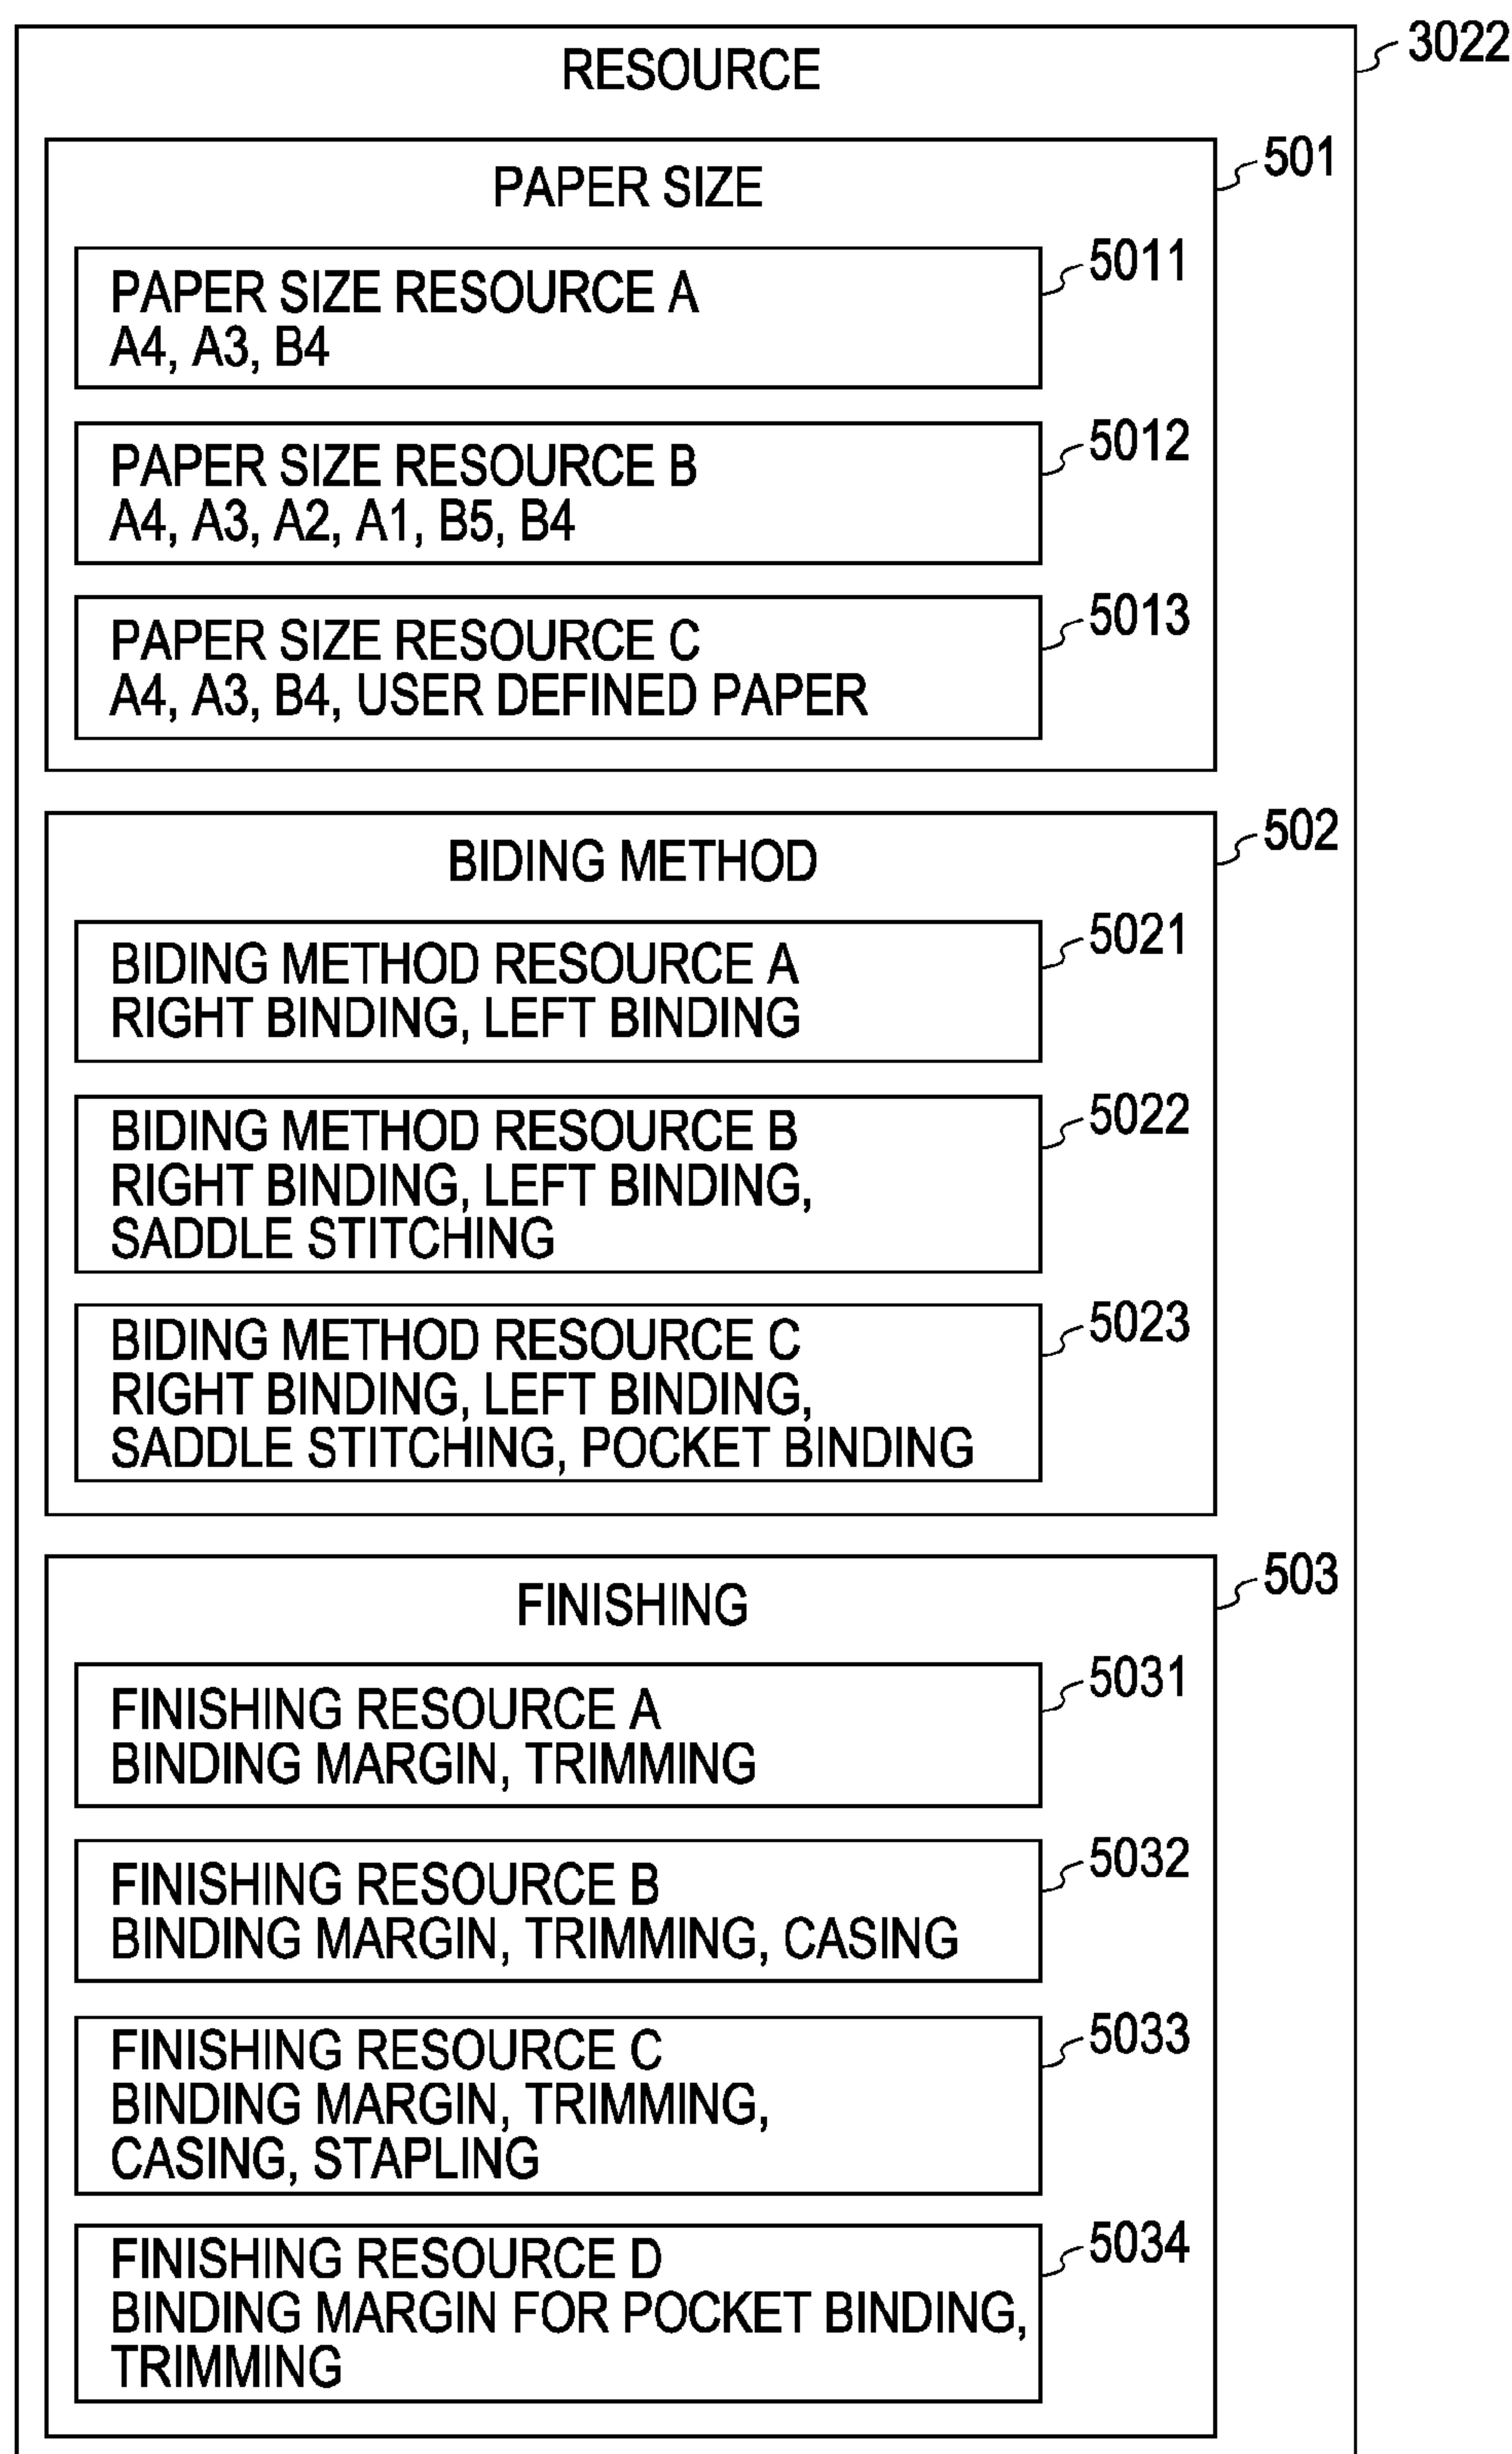 RESOURCE
3022
PAPER SIZE
501
PAPER SIZE RESOURCE A
A4, A3, B4
5011
PAPER SIZE RESOURCE B
A4, A3, A2, A1, B5, B4
5012
PAPER SIZE RESOURCE C
A4, A3, B4, USER DEFINED PAPER
5013
BIDING METHOD
502
BIDING METHOD RESOURCE A
RIGHT BINDING, LEFT BINDING
5021
BIDING METHOD RESOURCE B
RIGHT BINDING, LEFT BINDING,
SADDLE STITCHING
5022
BIDING METHOD RESOURCE C
RIGHT BINDING, LEFT BINDING,
SADDLE STITCHING, POCKET BINDING
5023
FINISHING
503
FINISHING RESOURCE A
BINDING MARGIN, TRIMMING
5031
FINISHING RESOURCE B
BINDING MARGIN, TRIMMING, CASING
5032
FINISHING RESOURCE C
BINDING MARGIN, TRIMMING,
CASING, STAPLING
5033
FINISHING RESOURCE D
BINDING MARGIN FOR POCKET BINDING,
TRIMMING
5034